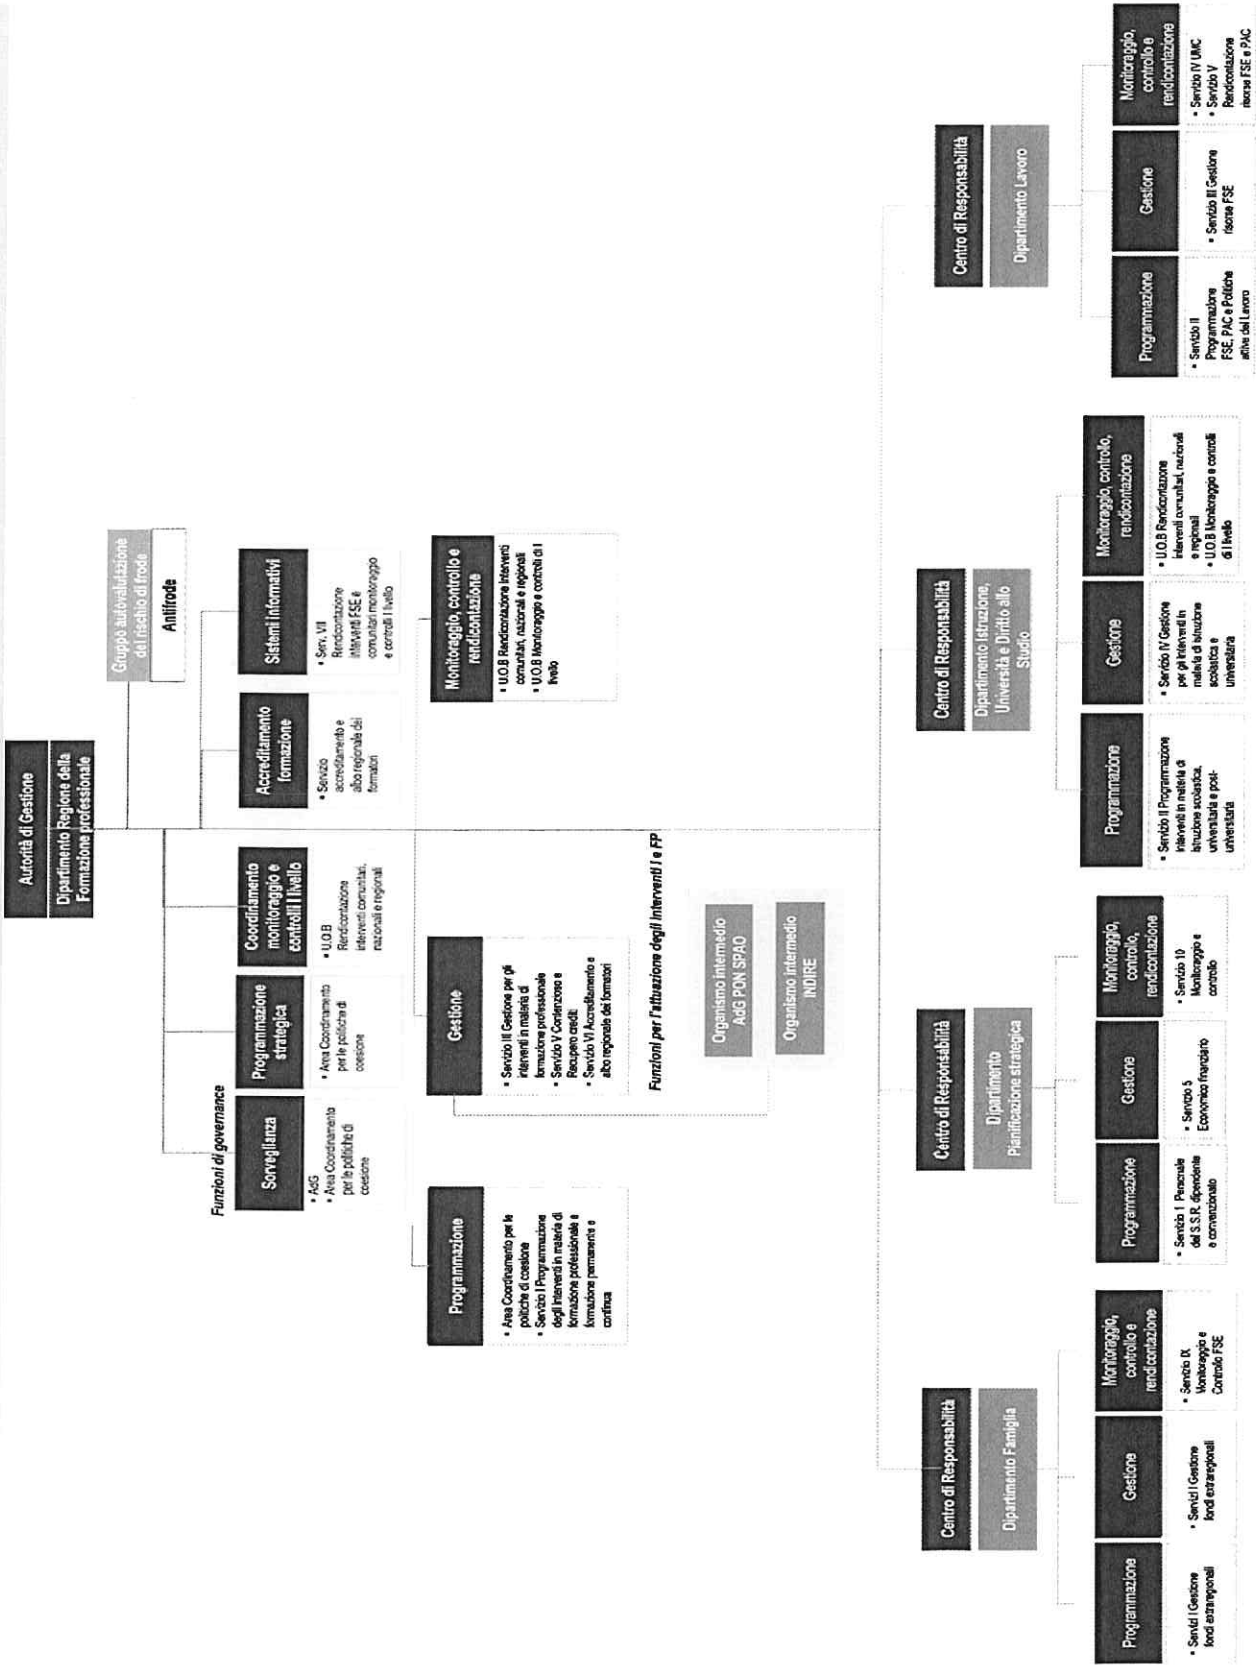 Autorità di Gestione
Dipartimento Regione della
Formazione professionale
Gruppo autovalutazione
del rischio di frode
Antifrode
Funzioni di governance
Sorveglianza
• AdG
• Area Coordinamento
per le politiche di
coesione
Programmazione
strategica
• Area Coordinamento
per le politiche di
coesione
Coordinamento
monitoraggio e
controlli I livello
• U.O.B
Rendicontazione
interventi comunitari,
nazionali e regionali
Accreditamento
formazione
• Servizio
accreditamento e
albo regionale dei
formatori
Sistemi informativi
• Serv. VII
Rendicontazione
interventi FSE e
comunitari monitoraggo
e controlli I livello
Programmazione
• Area Coordinamento per le
politiche di coesione
• Servizio I Programmazione
degli interventi in materia di
formazione professionale e
formazione permanente e
continua
Gestione
• Servizio III Gestione per gli
interventi in materia di
formazione professionale
• Servizio V Contenzioso e
Recupero crediti
• Servizio VI Accreditamento e
albo regionale dei formatori
Monitoraggio, controllo e
rendicontazione
• U.O.B Rendicontazione interventi
comunitari, nazionali e regionali
• U.O.B Monitoraggio e controlli di I
livello
Funzioni per l'attuazione degli interventi I e FP
Organismo intermedio
AdG PON SPAO
Organismo intermedio
INDIRE
Centro di Responsabilità
Dipartimento Famiglia
Programmazione
• Servizi I Gestione
fondi extraregionali
Gestione
• Servizi I Gestione
fondi extraregionali
Monitoraggio,
controllo e
rendicontazione
• Servizio IX
Monitoraggio e
Controllo FSE
Centro di Responsabilità
Dipartimento
Pianificazione strategica
Programmazione
• Servizio 1 Personale
del S.S.R. dipendente
e convenzionato
Gestione
• Servizio 5
Economico finanziario
Monitoraggio,
controllo,
rendicontazione
• Servizio 10
Monitoraggio e
controllo
Centro di Responsabilità
Dipartimento Istruzione,
Università e Diritto allo
Studio
Programmazione
• Servizio II Programmazione
interventi in materia di
istruzione scolastica,
universitaria e post-
universitaria
Gestione
• Servizio IV Gestione
per gli interventi in
materia di istruzione
scolastica e
universitaria
Monitoraggio, controllo,
rendicontazione
• U.O.B Rendicontazione
interventi comunitari, nazionali
e regionali
• U.O.B Monitoraggio e controlli
di I livello
Centro di Responsabilità
Dipartimento Lavoro
Programmazione
• Servizio II
Programmazione
FSE, PAC e Politiche
attive del Lavoro
Gestione
• Servizio III Gestione
risorse FSE
Monitoraggio,
controllo e
rendicontazione
• Servizio IV UMC
• Servizio V
Rendicontazione
risorse FSE e PAC